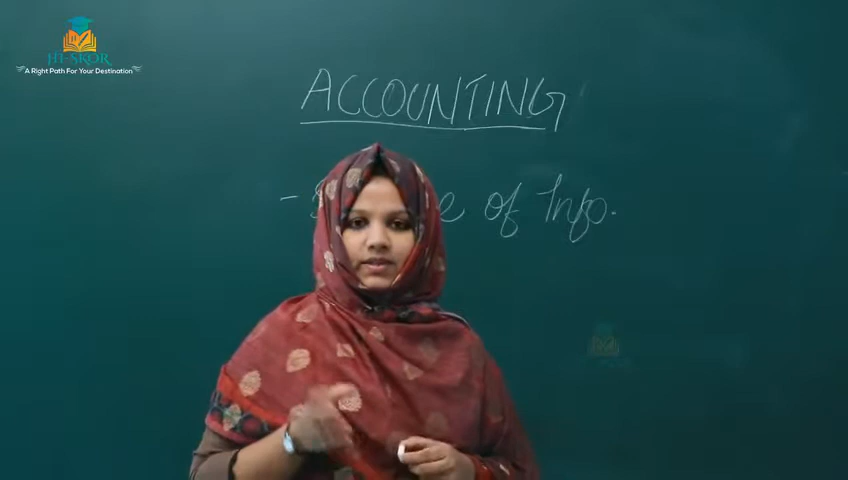 HI-SKOR
A Right Path For Your Destination
ACCOUNTING
- of Info.